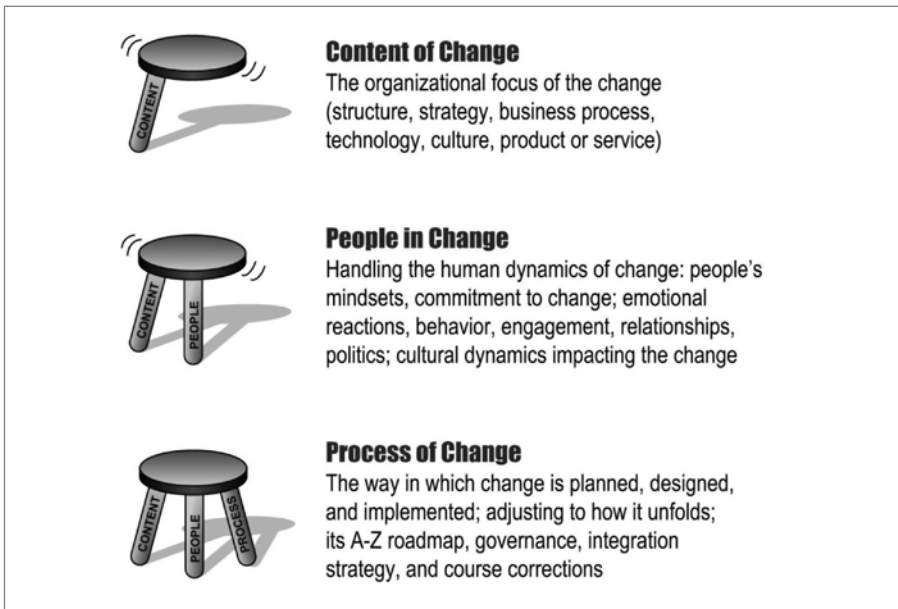 CONTENT
Content of Change
The organizational focus of the change
(structure, strategy, business process,
technology, culture, product or service)
CONTENT
PEOPLE
People in Change
Handling the human dynamics of change: people’s
mindsets, commitment to change; emotional
reactions, behavior, engagement, relationships,
politics; cultural dynamics impacting the change
CONTENT
PEOPLE
PROCESS
Process of Change
The way in which change is planned, designed,
and implemented; adjusting to how it unfolds;
its A-Z roadmap, governance, integration
strategy, and course corrections